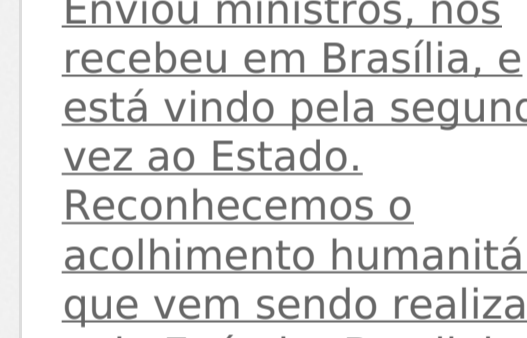 Enviou ministros, nos
recebeu em Brasília, e
está vindo pela
vez ao Estado.
Reconhecemos o
acolhimento
que vem sendo